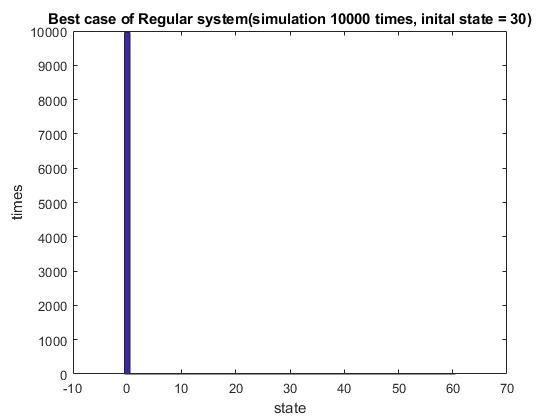 Best case of Regular system(simulation 10000 times, inital state = 30)
10000
9000
8000
7000
6000
5000
4000
3000
2000
1000
0
times
-10 0 10 20 30 40 50 60 70
state